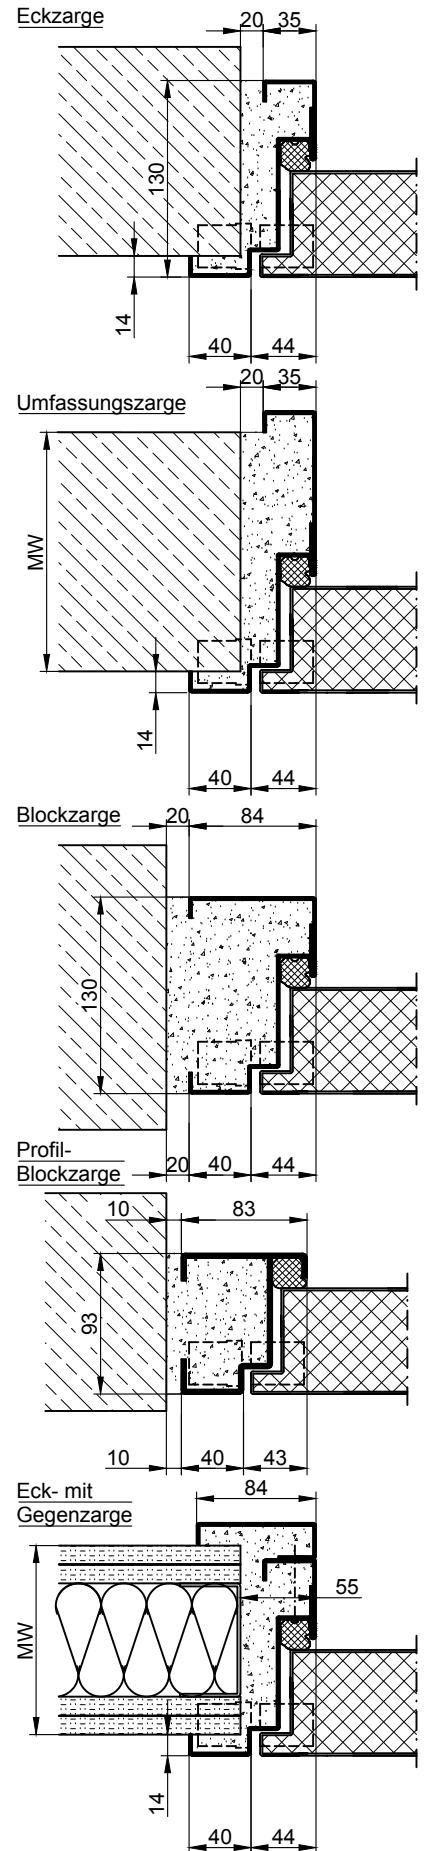 Eckzarge
20 35
130
14
40 44
20 35
Umfassungszarge
MW
14
40 44
Blockzarge 20 84
130
Profil-
Blockzarge
20 40 44
10 83
93
10 40 43
Eck- mit
Gegenzarge
84
55
MW
14
40 44